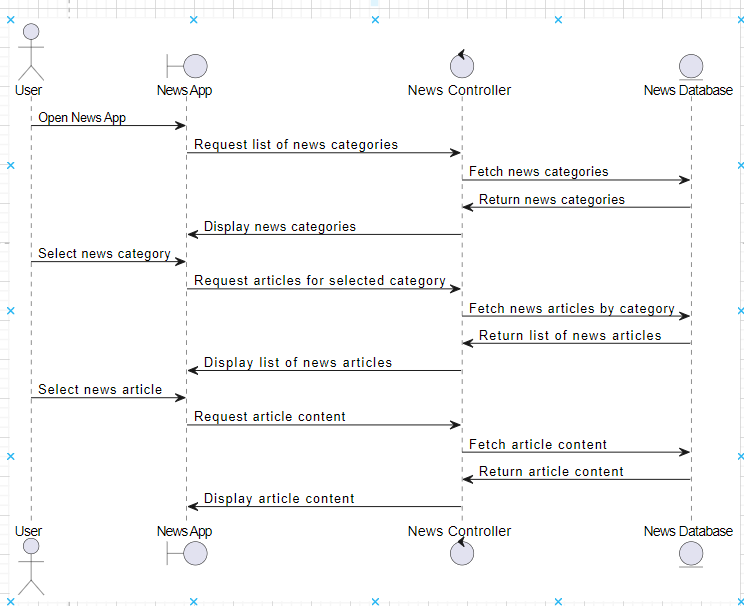 User
News App
News Controller
News Database
Open News App
Request list of news categories
Fetch news categories
Return news categories
Display news categories
Select news category
Request articles for selected category
Fetch news articles by category
Return list of news articles
Display list of news articles
Select news article
Request article content
Fetch article content
Return article content
Display article content
User
News App
News Controller
News Database